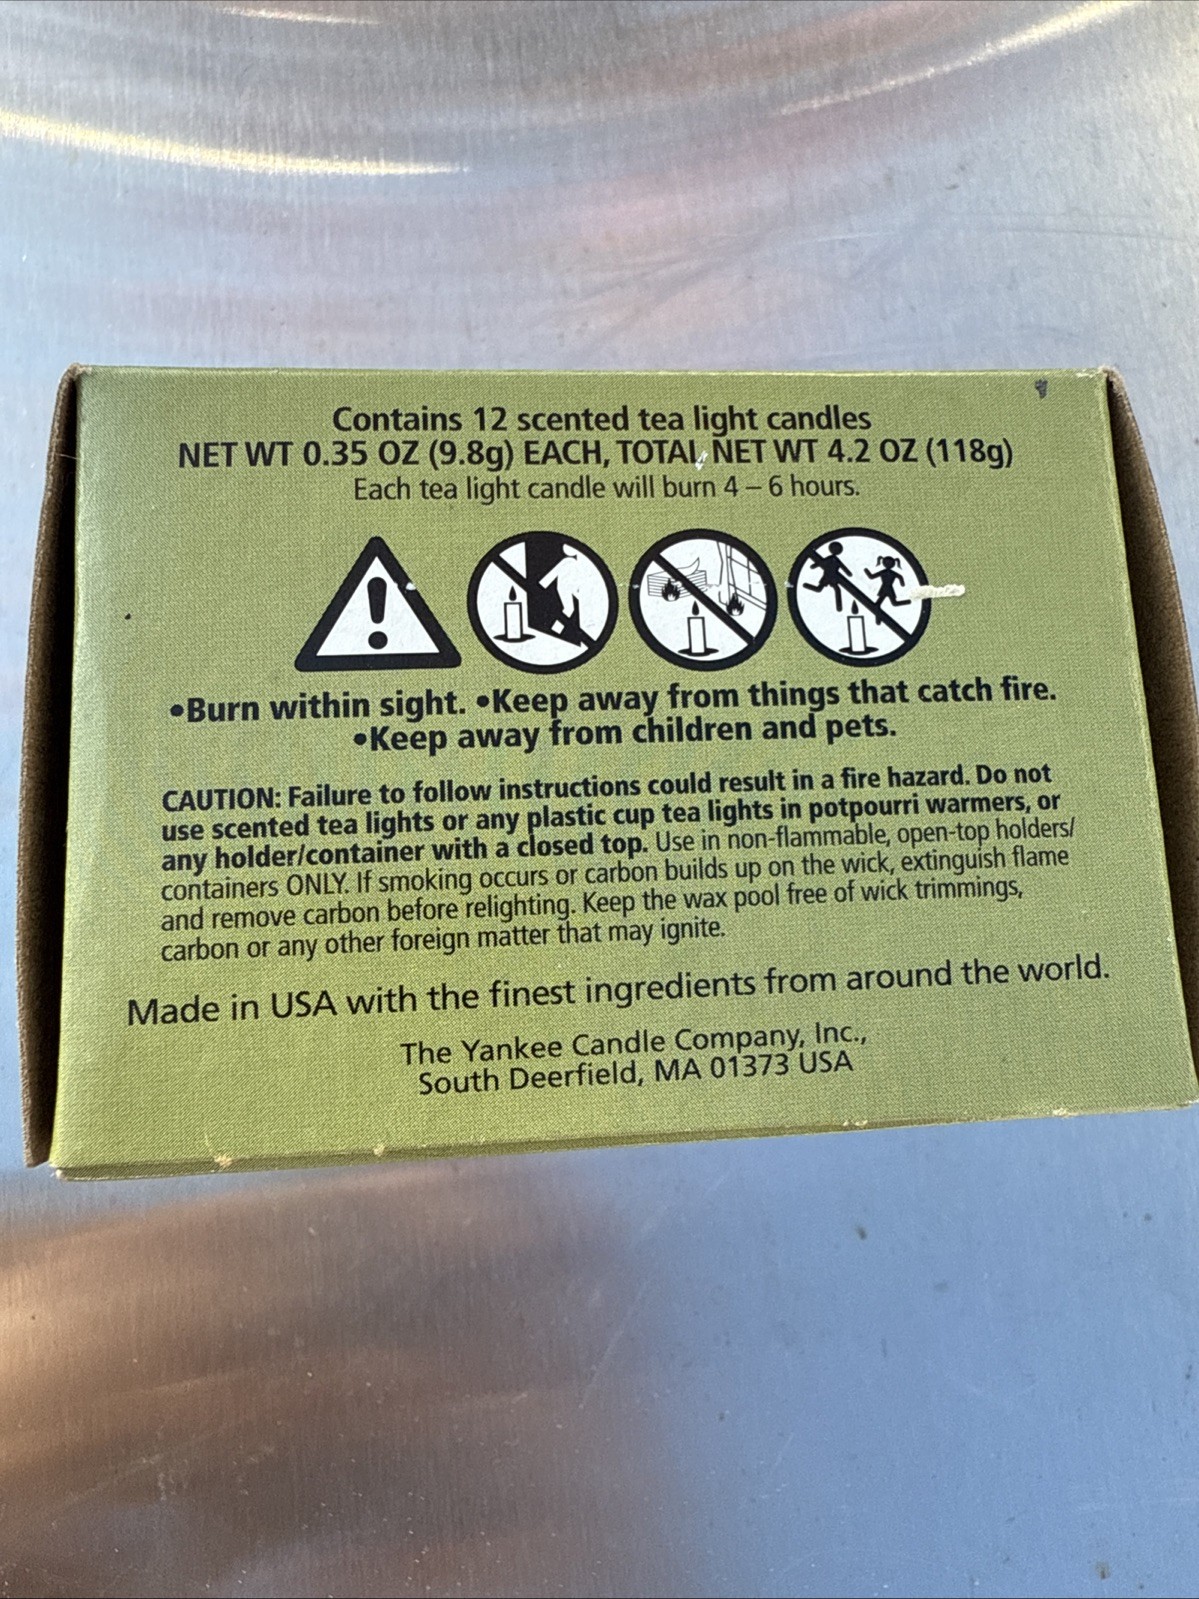 Contains 12 scented tea light candles
NET WT 0.35 OZ (9.8g) EACH, TOTAL NET WT 4.2 OZ (118g)
Each tea light candle will burn 4 – 6 hours.
•Burn within sight. •Keep away from things that catch fire.
•Keep away from children and pets.
CAUTION: Failure to follow instructions could result in a fire hazard. Do not
use scented tea lights or any plastic cup tea lights in potpourri warmers, or
any holder/container with a closed top. Use in non-flammable, open-top holders/
containers ONLY. If smoking occurs or carbon builds up on the wick, extinguish flame
and remove carbon before relighting. Keep the wax pool free of wick trimmings,
carbon or any other foreign matter that may ignite.
Made in USA with the finest ingredients from around the world.
The Yankee Candle Company, Inc.,
South Deerfield, MA 01373 USA